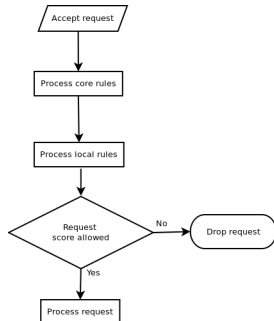 Accept request
Process core rules
Process local rules
Request
score allowed
No
Drop request
Yes
Process request